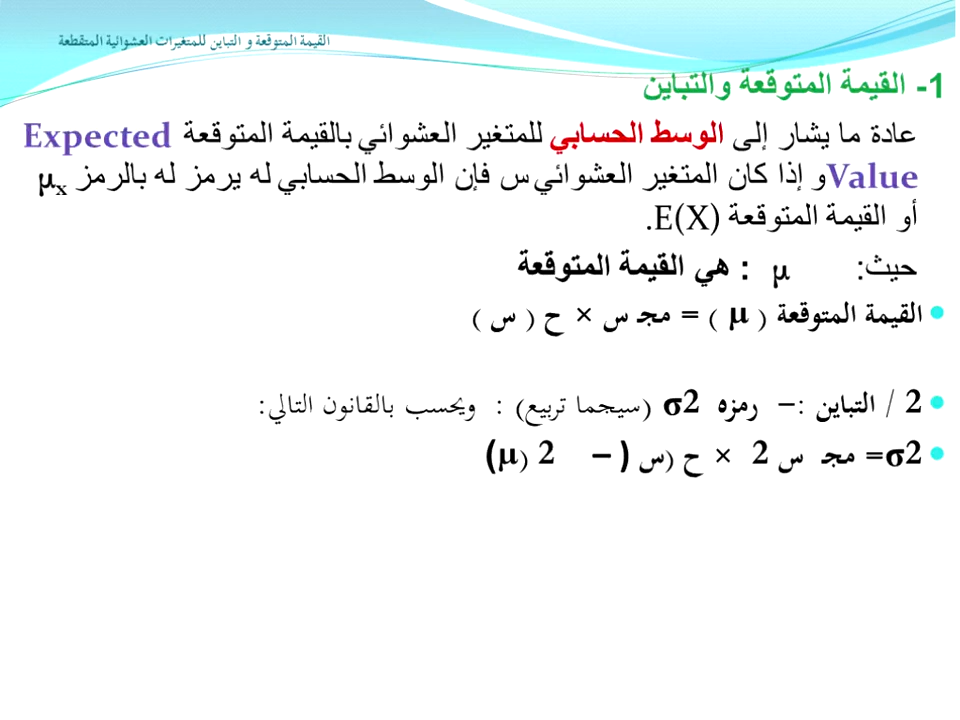 القيمة المتوقعة و التباين للمتغيرات العشوائية المتقطعة
1- القيمة المتوقعة والتباين
عادة ما يشار إلى الوسط الحسابي للمتغير العشوائي بالقيمة المتوقعة Expected
Valueو إذا كان المتغير العشوائي س فإن الوسط الحسابي له يرمز له بالرمز μx
أو القيمة المتوقعة E(X).
حيث: μ : هي القيمة المتوقعة
القيمة المتوقعة ( μ ) = مجـ س × ح ( س )
2 / التباين :– رمزه σ2 (سيجما تربيع) : ويحسب بالقانون التالي:
σ2= مجـ س 2 × ح (س ) – 2 (μ)